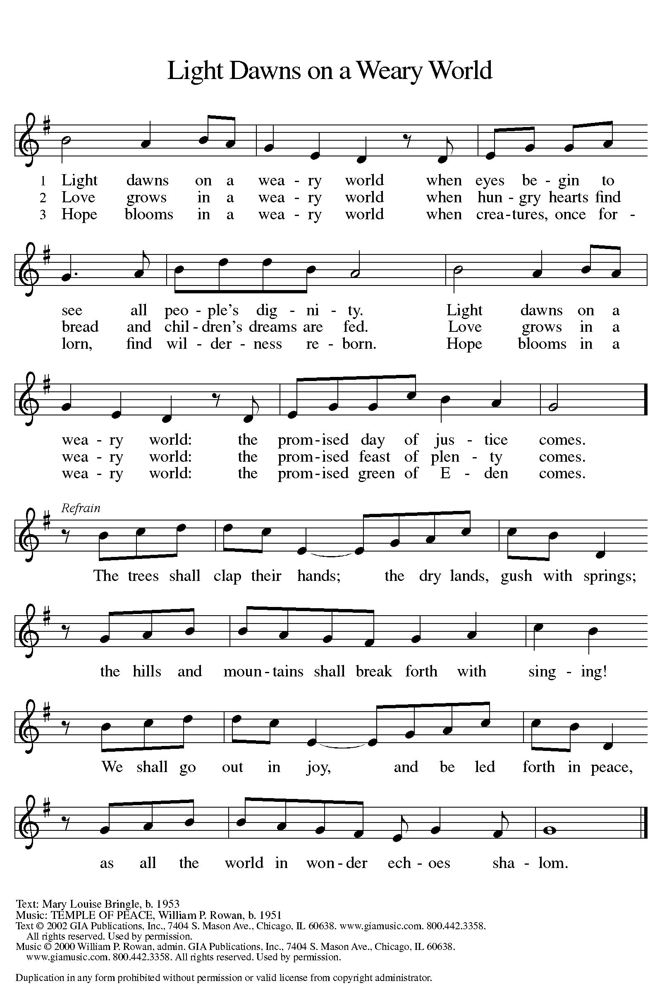 Light Dawns on a Weary World
1 Light dawns on a wea - ry world when eyes be - gin to
2 Love grows in a wea - ry world when hun - gry hearts find
3 Hope blooms in a wea - ry world when crea - tures, once for -
see all peo - ple's dig - ni - ty. Light dawns on a
bread and chil - dren's dreams are fed. Love grows in a
lorn, find wil - der - ness re - born. Hope blooms in a
wea - ry world: the prom - ised day of jus - tice comes.
wea - ry world: the prom - ised feast of plen - ty comes.
wea - ry world: the prom - ised green of E - den comes.
Refrain
The trees shall clap their hands; the dry lands, gush with springs;
the hills and moun - tains shall break forth with sing - ing!
We shall go out in joy, and be led forth in peace,
as all the world in won - der ech - oes sha - lom.
Text: Mary Louise Bringle, b. 1953
Music: TEMPLE OF PEACE, William P. Rowan, b. 1951
Text © 2002 GIA Publications, Inc., 7404 S. Mason Ave., Chicago, IL 60638. www.giamusic.com. 800.442.3358.
All rights reserved. Used by permission.
Music © 2000 William P. Rowan, admin. GIA Publications, Inc., 7404 S. Mason Ave., Chicago, IL 60638.
www.giamusic.com. 800.442.3358. All rights reserved. Used by permission.
Duplication in any form prohibited without permission or valid license from copyright administrator.